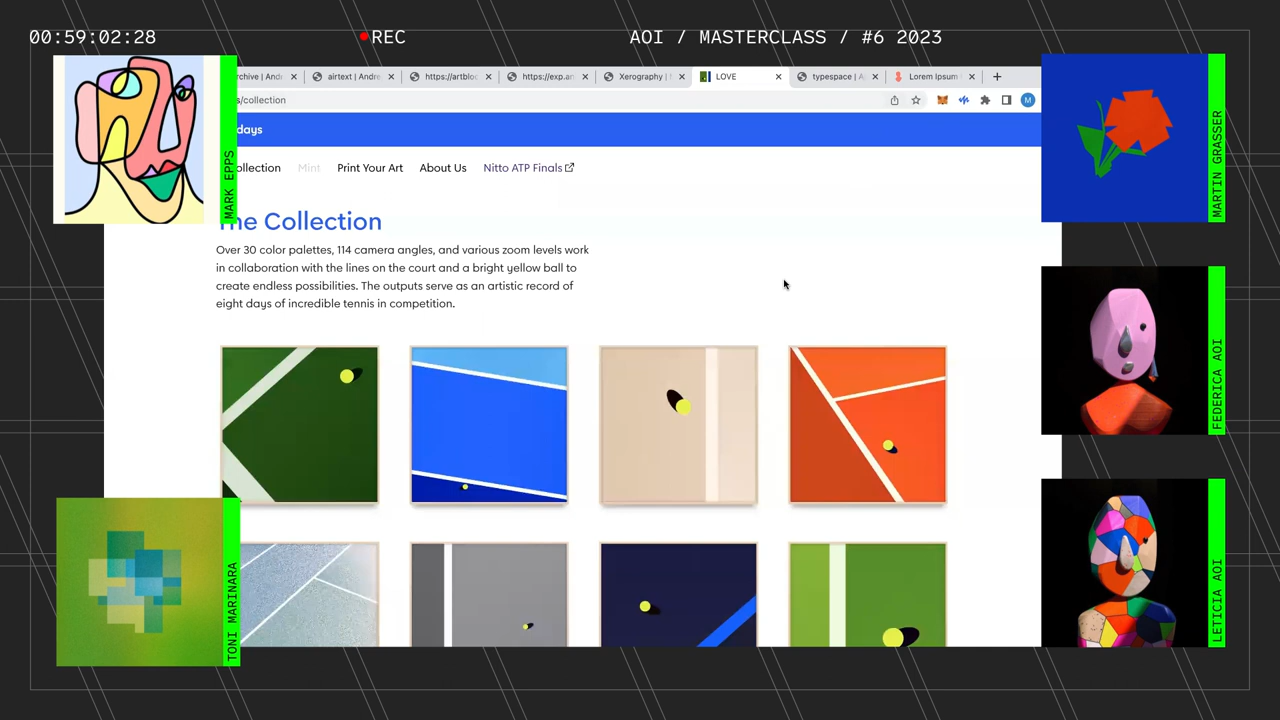 00:59:02:28
REC
AOI / MASTERCLASS / #6 2023
rchive | And
airtext | Andre
https://artbloc
https://exp.an
Xerography |
LOVE
typespace | A
Lorem Ipsum
s/collection
M
days
ollection
Mint
Print Your Art
About Us
Nitto ATP Finals
The Collection
Over 30 color palettes, 114 camera angles, and various zoom levels work
in collaboration with the lines on the court and a bright yellow ball to
create endless possibilities. The outputs serve as an artistic record of
eight days of incredible tennis in competition.
MARK EPPS
MARTIN GRASSER
FEDERICA AOI
TONI MARINARA
LETICIA AOI